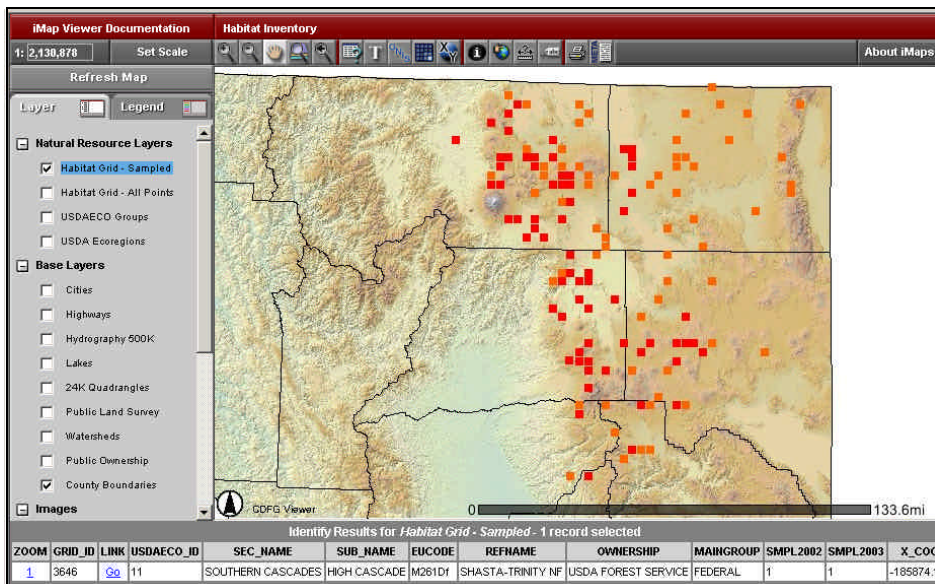 iMap Viewer Documentation Habitat Inventory
1: 2,130,878 Set Scale T i About iMaps
Refresh Map
Layer Legend
Natural Resource Layers
Habitat Grid - Sampled
Habitat Grid - All Points
USDAECO Groups
USDA Ecoregions
Base Layers
Cities
Highways
Hydrography 500K
Lakes
24K Quadrangles
Public Land Survey
Watersheds
Public Ownership
County Boundaries
Images
CDFG Viewer 0 133.6mi
Identify Results for Habitat Grid - Sampled - 1 record selected
ZOOM GRID_ID LINK USDAECO_ID SEC_NAME SUB_NAME EUCODE REFNAME OWNERSHIP MAINGROUP SMPL2002 SMPL2003 X_COO
1 3646 Go 11 SOUTHERN CASCADES HIGH CASCADE M261Df SHASTA-TRINITY NF USDA FOREST SERVICE FEDERAL 1 1 -185874.